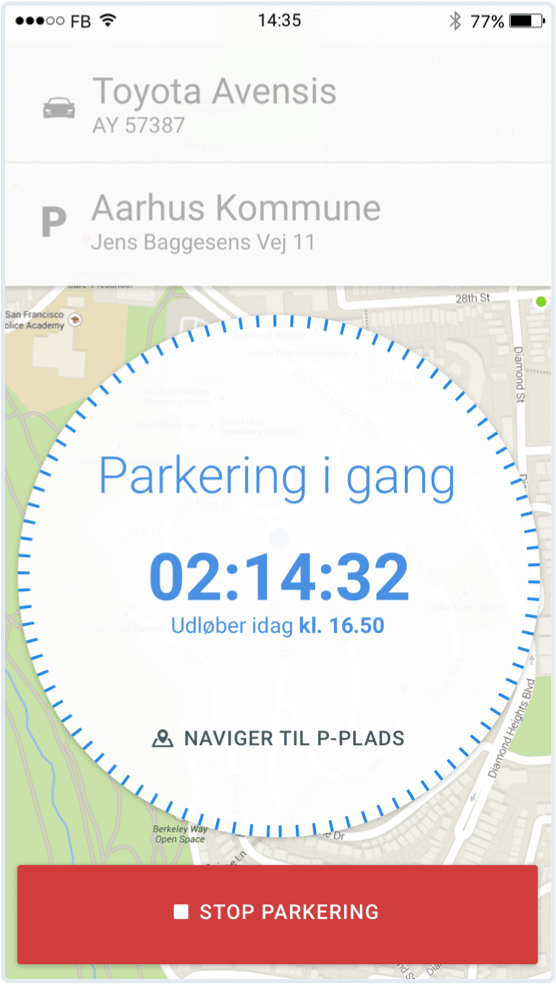 FB 14:35 77%
Toyota Avensis
AY 57387
P Aarhus Kommune
Jens Baggesens Vej 11
28th St
San Francisco
olice Academy
Diamond St
Parkering i gang
02:14:32
Udløber idag kl. 16.50
NAVIGER TIL P-PLADS
Diamond Heights Blvd
Berkeley Way
Open Space
Dr
Ln
STOP PARKERING